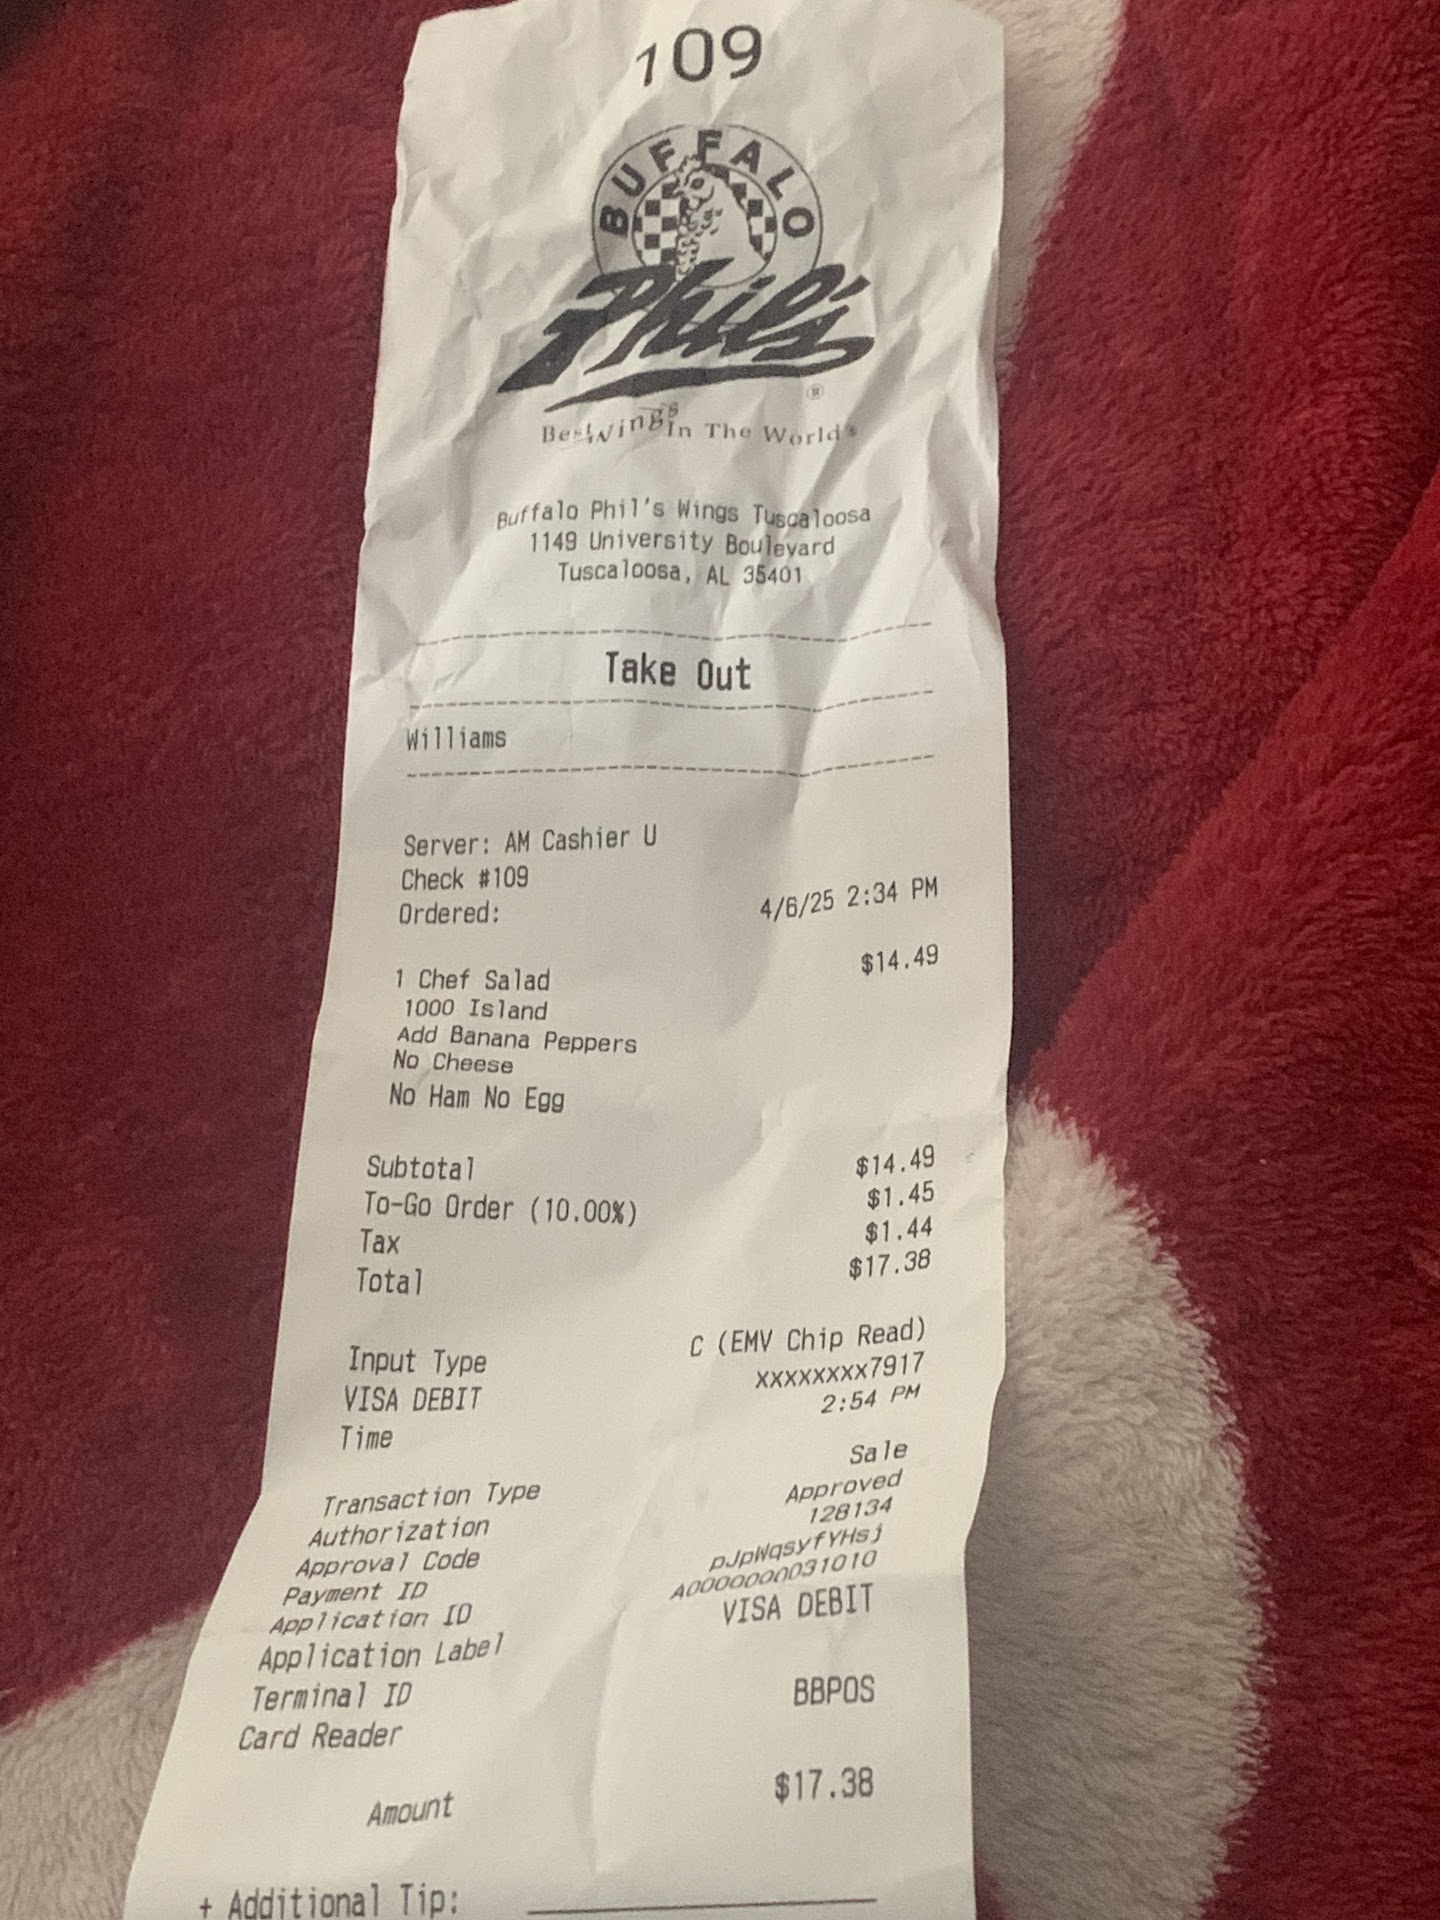 109
BUFFALO
Phil's
®
Best Wings In The World®
Buffalo Phil's Wings Tuscaloosa
1149 University Boulevard
Tuscaloosa, AL 35401
Take Out
Williams
Server: AM Cashier U
Check #109
Ordered: 4/6/25 2:34 PM
1 Chef Salad $14.49
1000 Island
Add Banana Peppers
No Cheese
No Ham No Egg
Subtotal $14.49
To-Go Order (10.00%) $1.45
Tax $1.44
Total $17.38
Input Type C (EMV Chip Read)
VISA DEBIT xxxxxxxx7917
Time 2:54 PM
Transaction Type Sale
Authorization Approved
Approval Code 128134
Payment ID pJpWqsyfYHsj
Application ID A0000000031010
Application Label VISA DEBIT
Terminal ID
Card Reader BBPOS
Amount $17.38
+ Additional Tip: